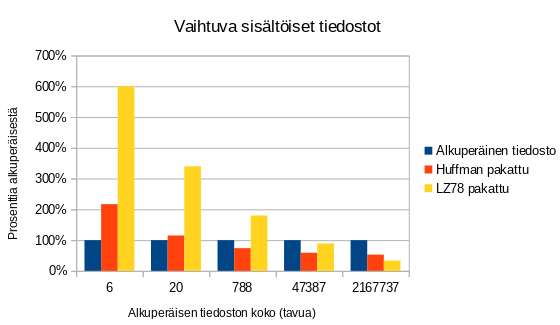 Vaihtuva sisältöiset tiedostot
Prosenttia alkuperäisestä
700%
600%
500%
400%
300%
200%
100%
0%
6 20 788 47387 2167737
Alkuperäisen tiedoston koko (tavua)
Alkuperäinen tiedosto
Huffman pakattu
LZ78 pakattu